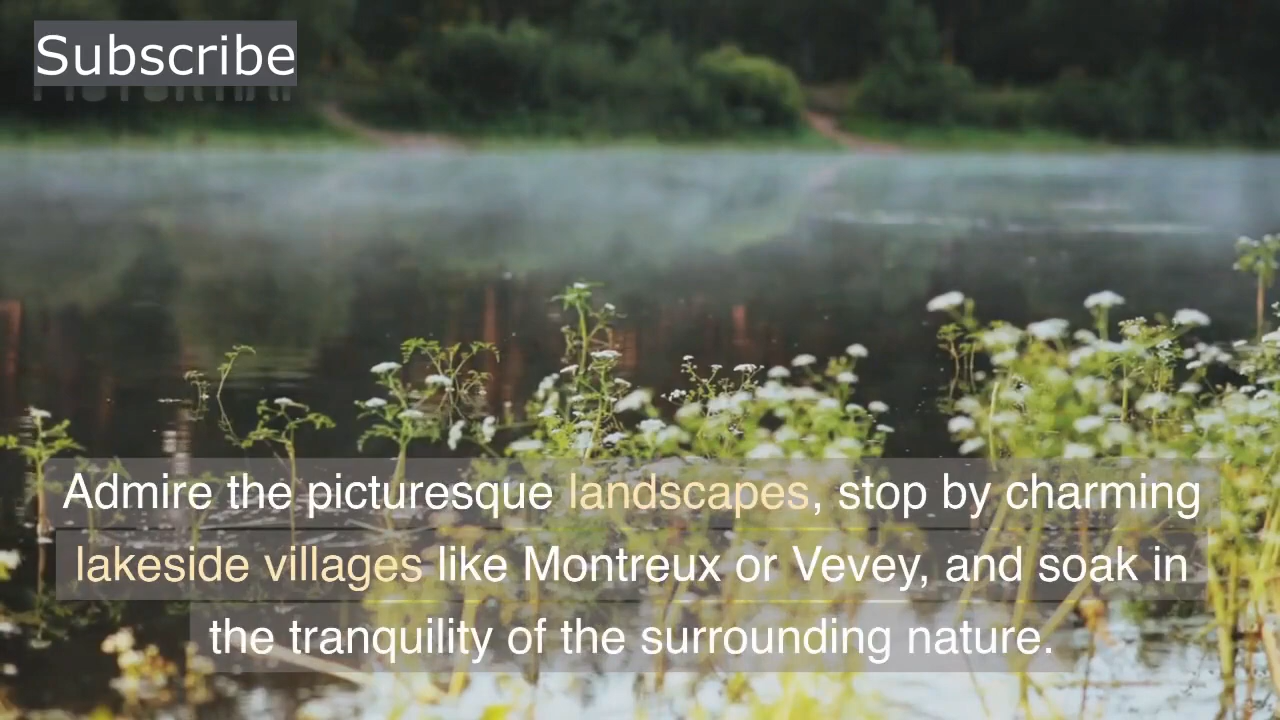 Subscribe
Admire the picturesque landscapes, stop by charming
lakeside villages like Montreux or Vevey, and soak in
the tranquility of the surrounding nature.